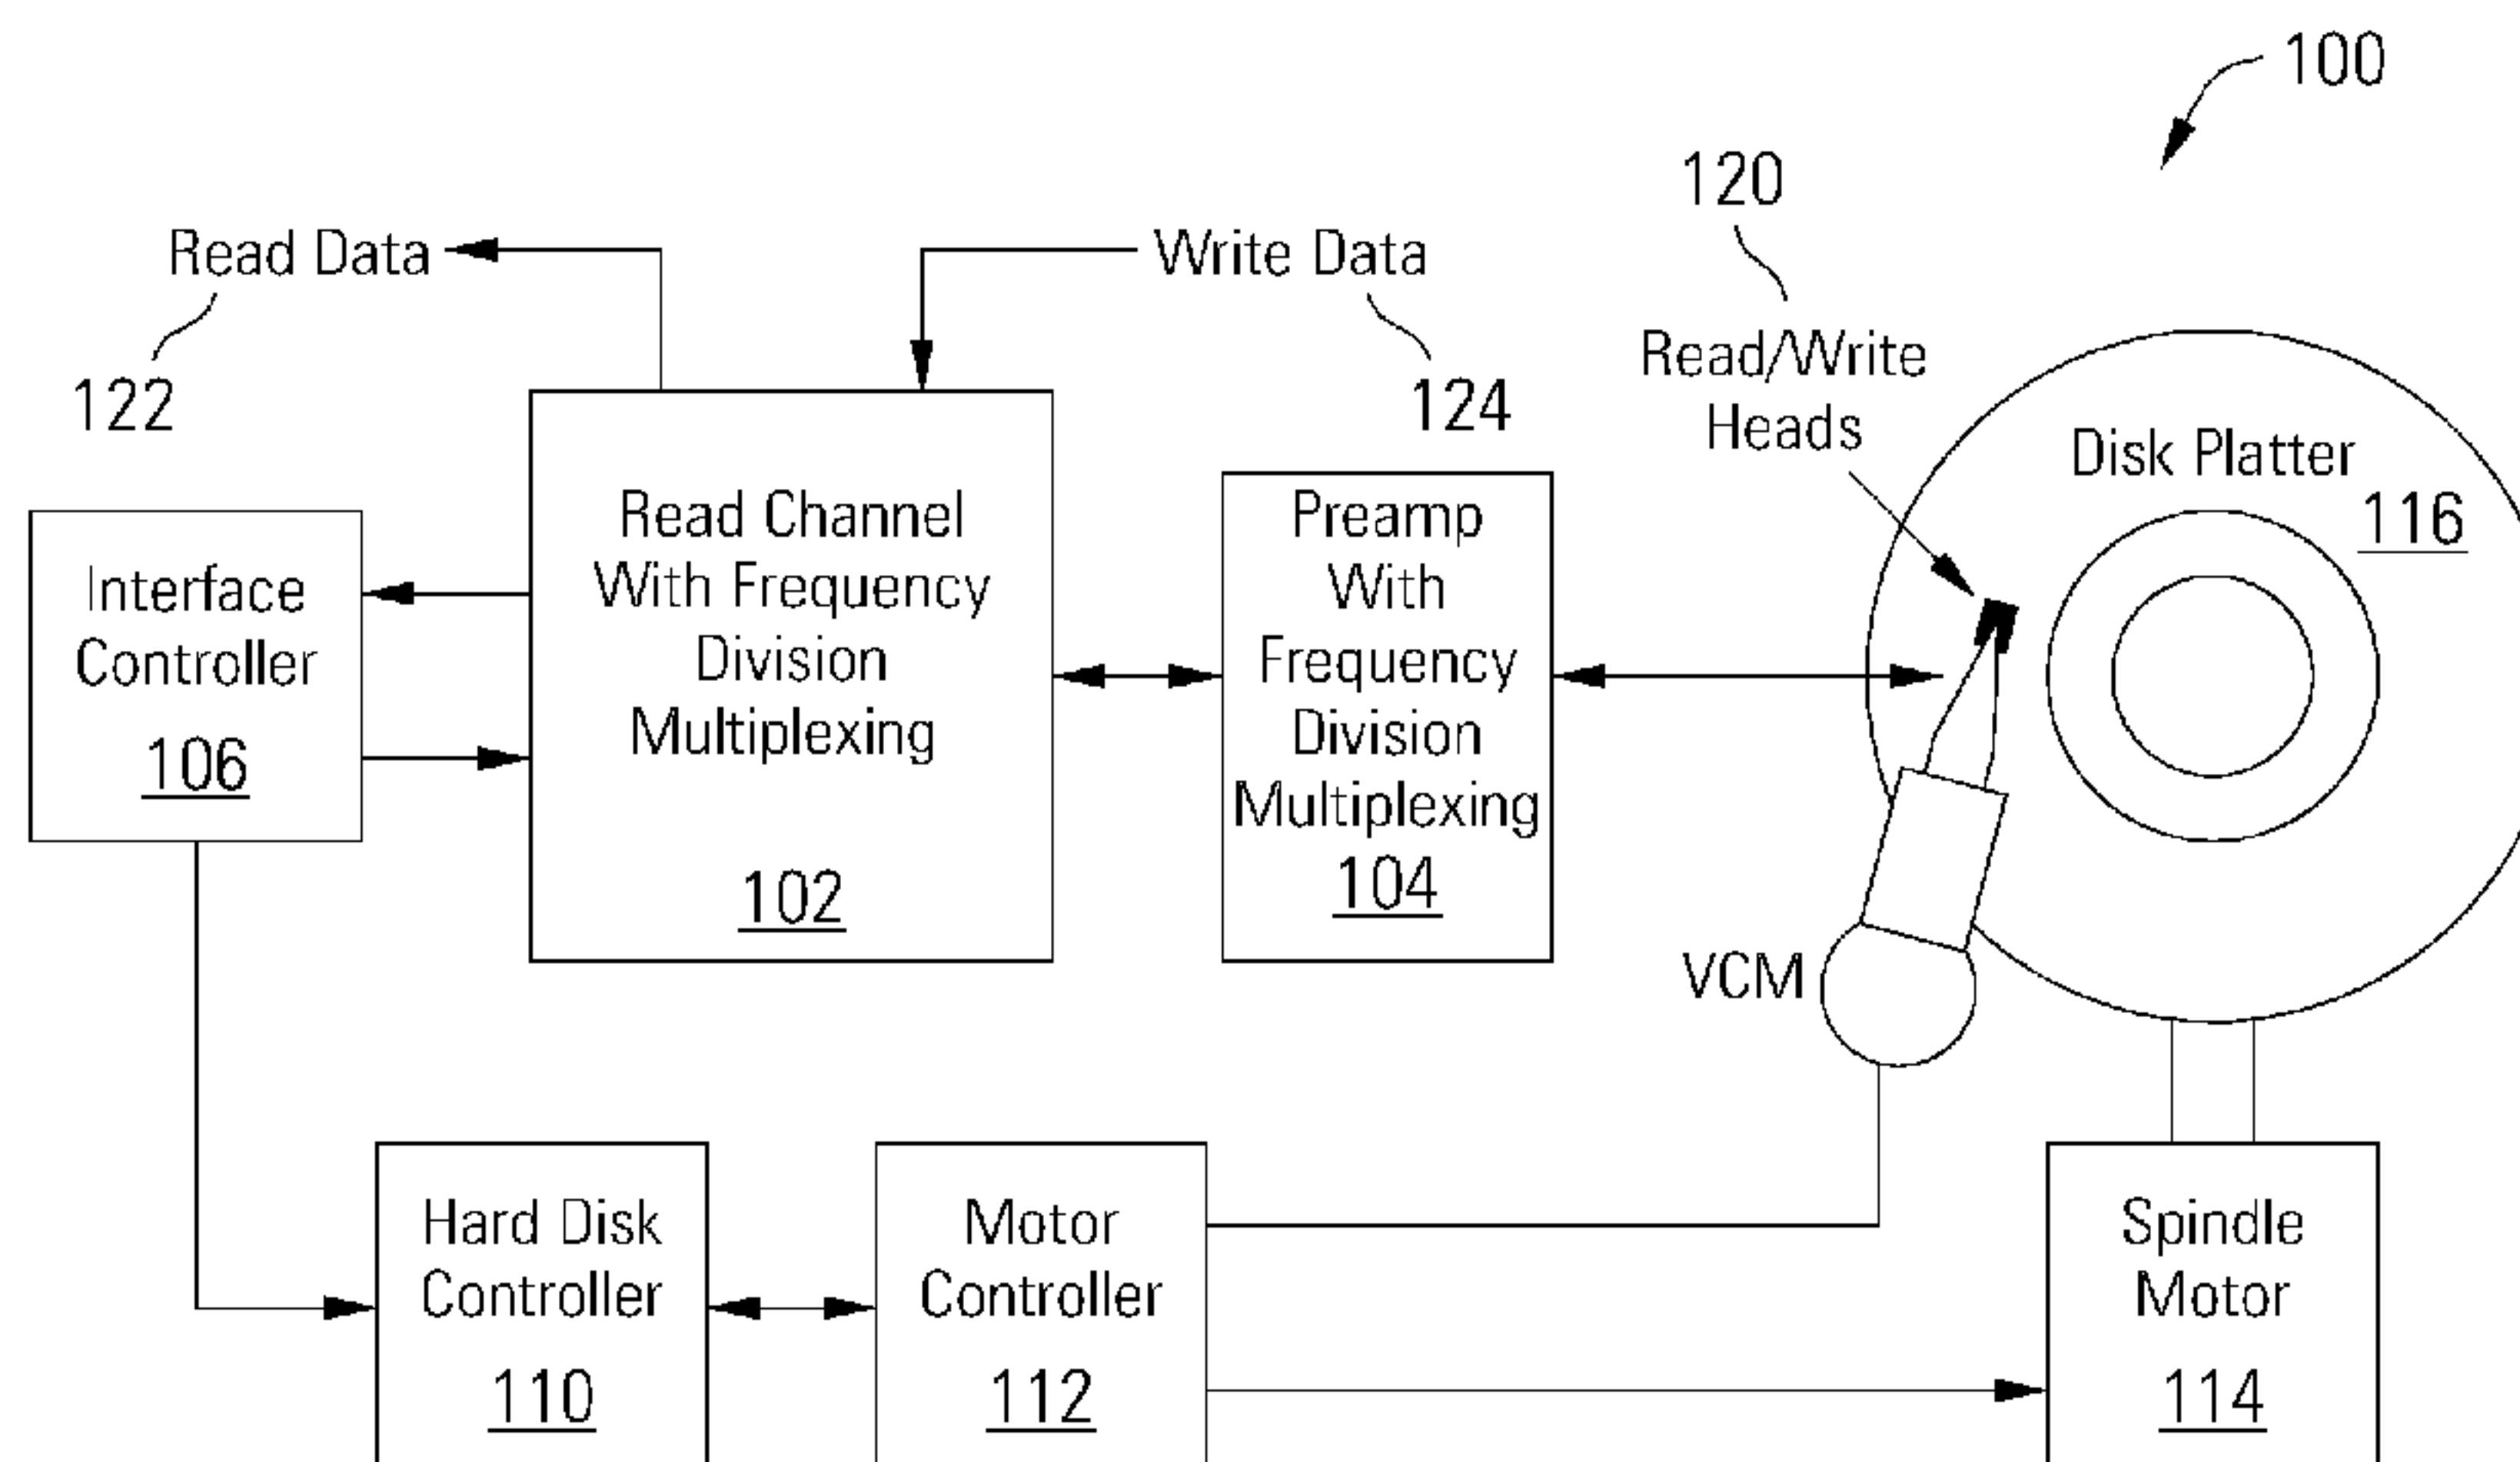 100
120
Read Data
Write Data
122
124
Read/Write
Heads
Disk Platter
116
Interface
Controller
106
Read Channel
With Frequency
Division
Multiplexing
102
Preamp
With
Frequency
Division
Multiplexing
104
VCM
Hard Disk
Controller
110
Motor
Controller
112
Spindle
Motor
114